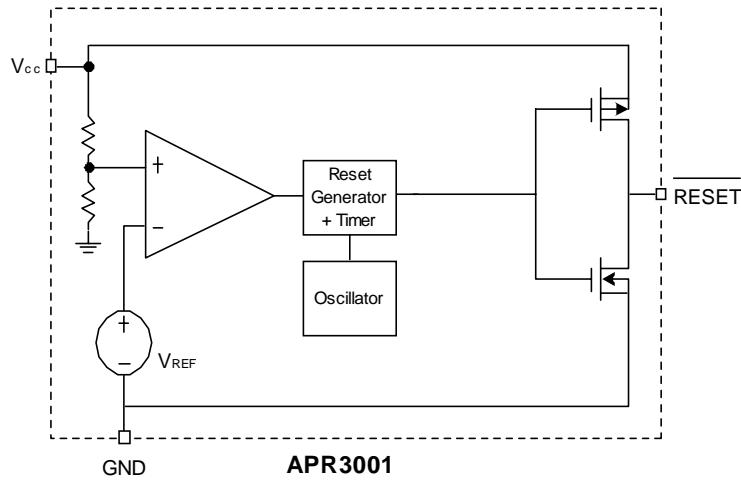 Vcc
+
−
Reset
Generator
+ Timer
RESET
Oscillator
+
−
VREF
GND
APR3001